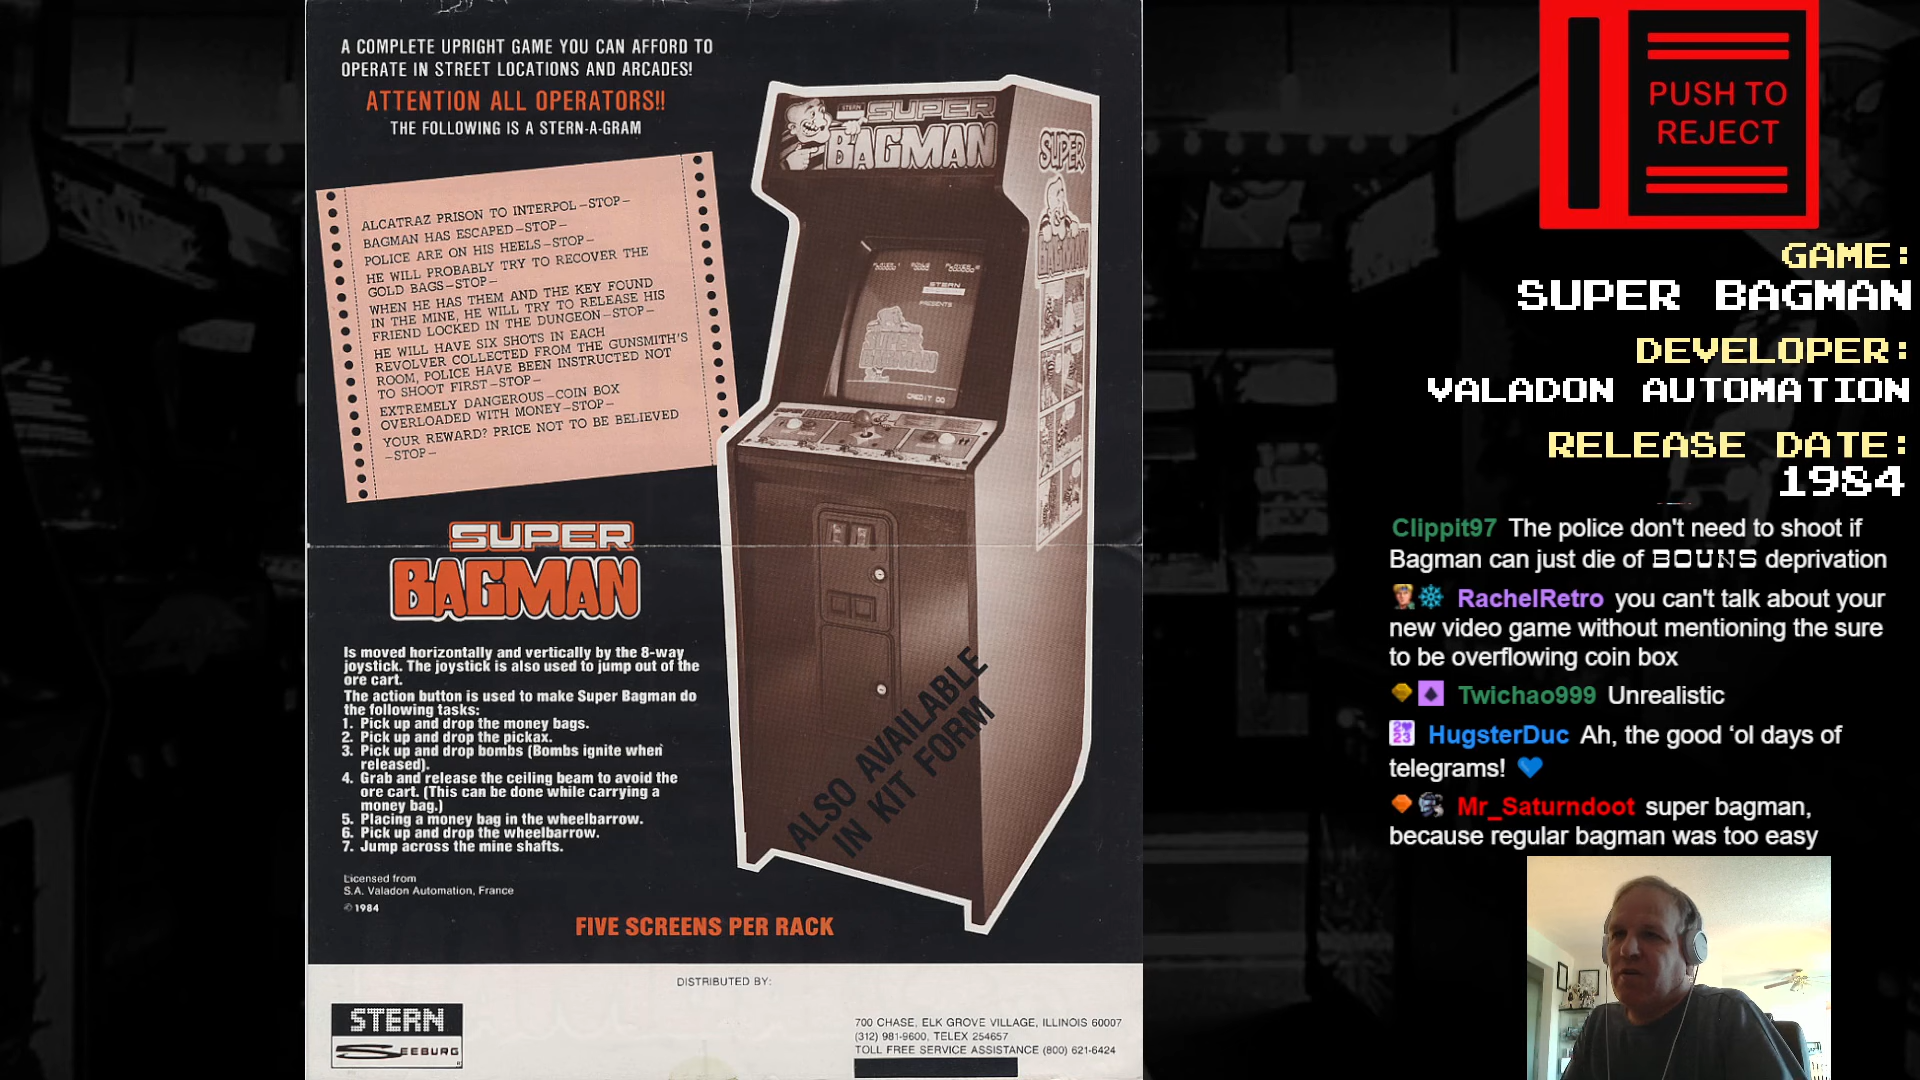 A COMPLETE UPRIGHT GAME YOU CAN AFFORD TO
OPERATE IN STREET LOCATIONS AND ARCADES!
ATTENTION ALL OPERATORS!!
THE FOLLOWING IS A STERN-A-GRAM
ALCATRAZ PRISON TO INTERPOL-STOP-
BAGMAN HAS ESCAPED-STOP-
POLICE ARE ON HIS HEELS-STOP-
HE WILL PROBABLY TRY TO RECOVER THE
GOLD BAGS-STOP-
WHEN HE HAS THEM AND THE KEY FOUND
IN THE MINE, HE WILL TRY TO RELEASE HIS
FRIEND LOCKED IN THE DUNGEON-STOP-
HE WILL HAVE SIX SHOTS IN EACH
REVOLVER COLLECTED FROM THE GUNSMITH'S
ROOM, POLICE HAVE BEEN INSTRUCTED NOT
TO SHOOT FIRST-STOP-
EXTREMELY DANGEROUS-COIN BOX
OVERLOADED WITH MONEY-STOP-
YOUR REWARD? PRICE NOT TO BE BELIEVED
-STOP-
STERN SUPER
BAGMAN
SUPER
BAGMAN
STERN
PRESENTS
SUPER
BAGMAN
CREDIT 00
SUPER
BAGMAN
Is moved horizontally and vertically by the 8-way
joystick. The joystick is also used to jump out of the
ore cart.
The action button is used to make Super Bagman do
the following tasks:
1. Pick up and drop the money bags.
2. Pick up and drop the pickax.
3. Pick up and drop bombs (Bombs ignite when
released).
4. Grab and release the ceiling beam to avoid the
ore cart. (This can be done while carrying a
money bag.)
5. Placing a money bag in the wheelbarrow.
6. Pick up and drop the wheelbarrow.
7. Jump across the mine shafts.
Licensed from
S.A. Valadon Automation, France
© 1984
ALSO AVAILABLE
IN KIT FORM
FIVE SCREENS PER RACK
DISTRIBUTED BY:
STERN
SEEBURG
700 CHASE, ELK GROVE VILLAGE, ILLINOIS 60007
(312) 981-9600, TELEX 254657
TOLL FREE SERVICE ASSISTANCE (800) 621-6424
PUSH TO
REJECT
GAME:
SUPER BAGMAN
DEVELOPER:
VALADON AUTOMATION
RELEASE DATE:
1984
Clippit97 The police don't need to shoot if
Bagman can just die of BOUNS deprivation
RachelRetro you can't talk about your
new video game without mentioning the sure
to be overflowing coin box
Twichao999 Unrealistic
HugsterDuc Ah, the good ‘ol days of
telegrams!
Mr_Saturndoot super bagman,
because regular bagman was too easy